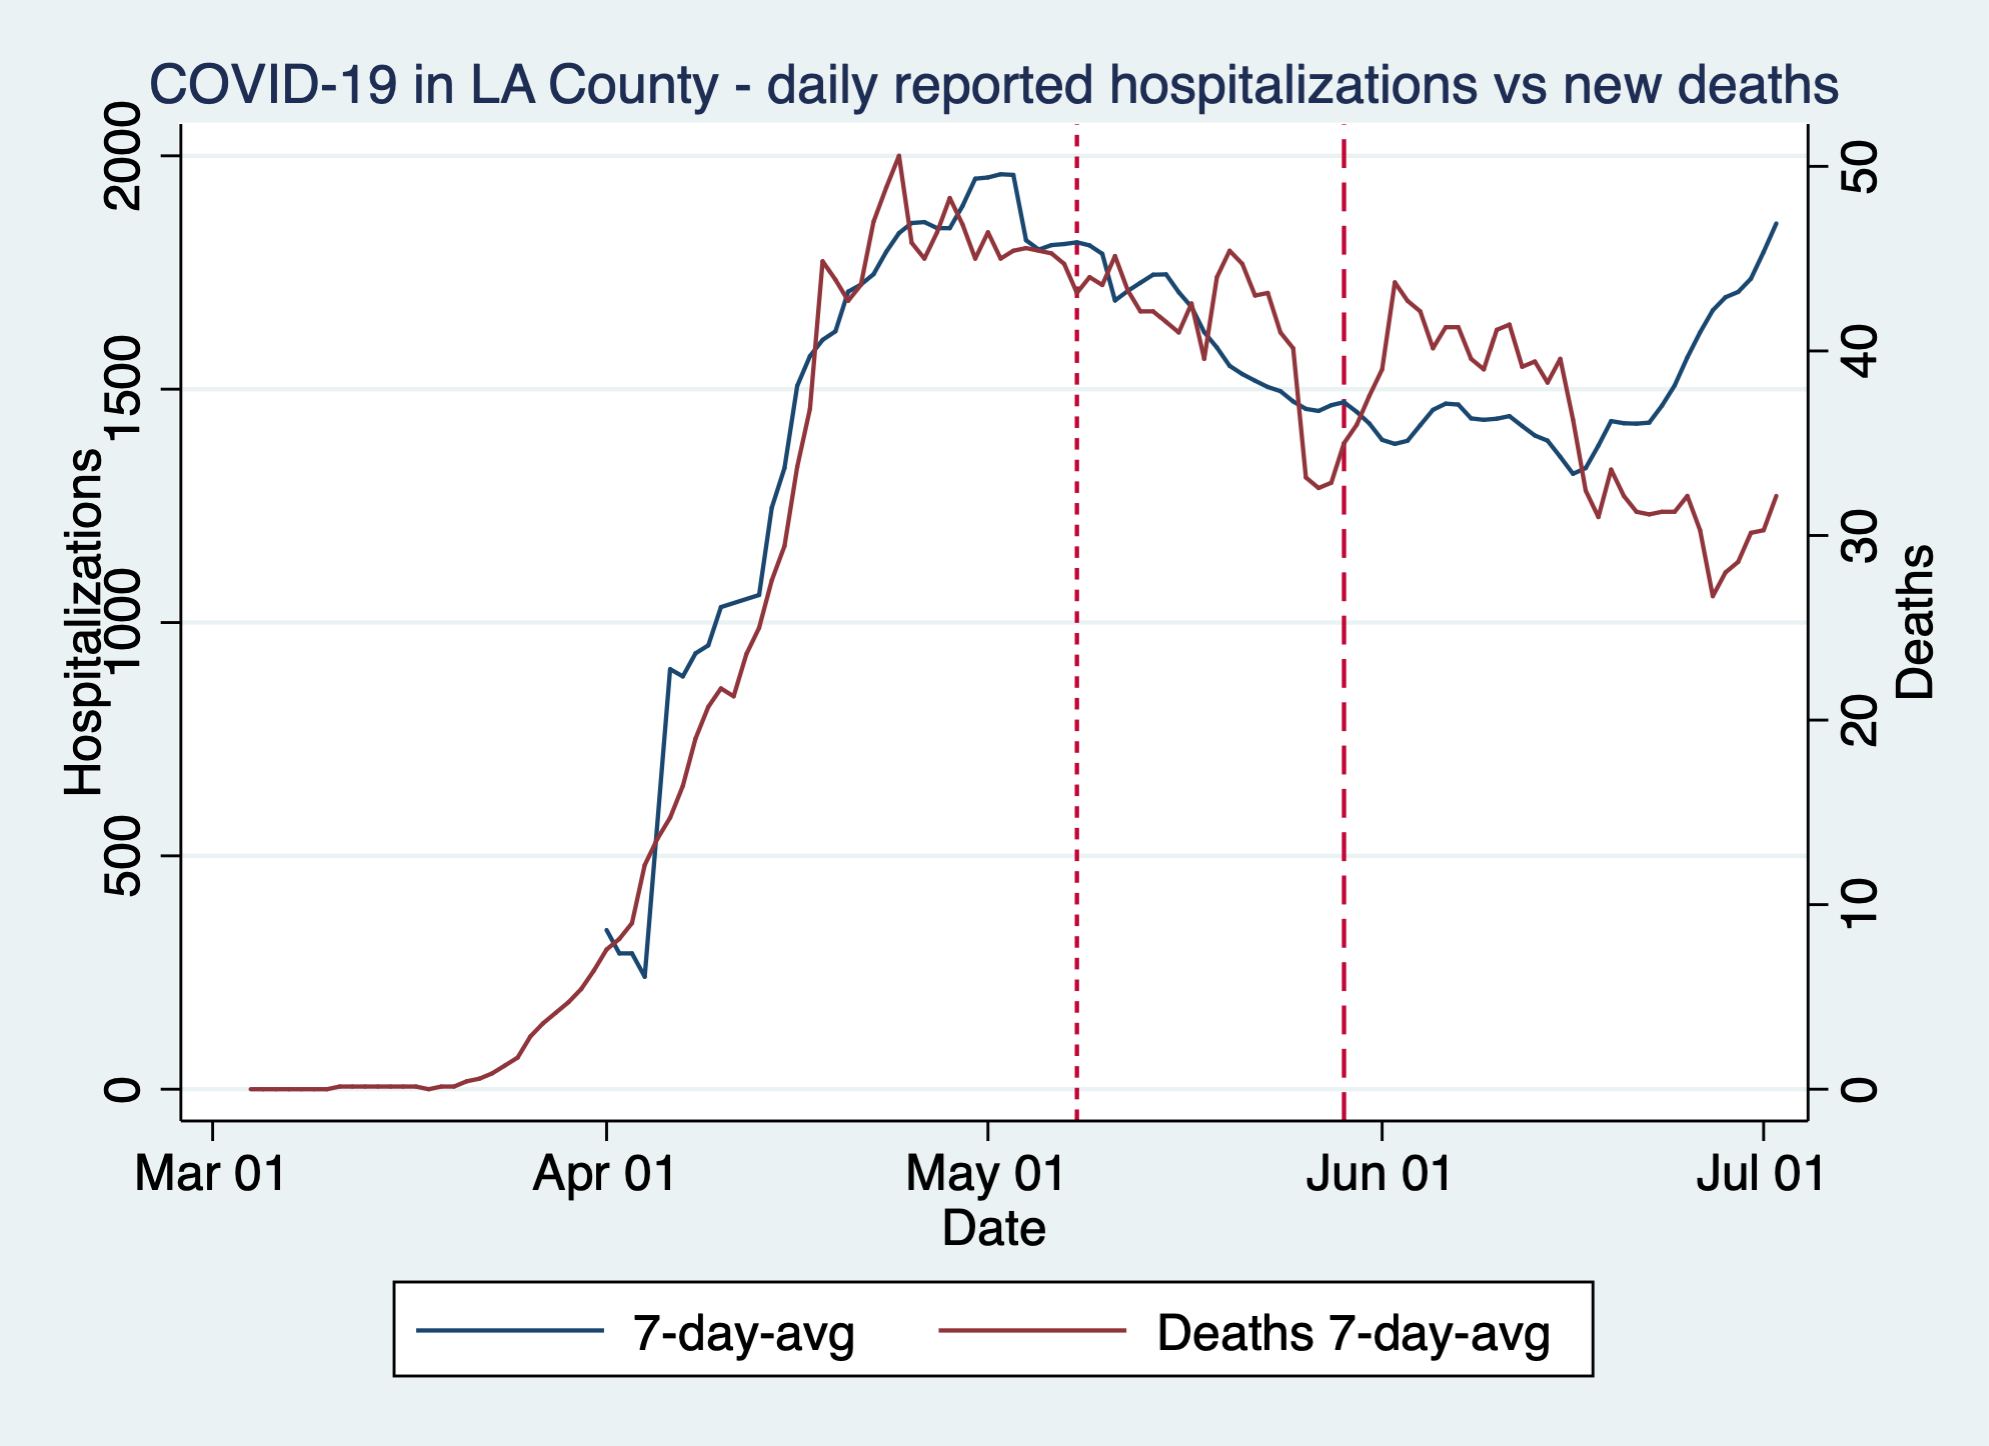 COVID-19 in LA County - daily reported hospitalizations vs new deaths
Hospitalizations
2000
1500
1000
500
0
50
40
30
20
10
0
Deaths
Mar 01
Apr 01
May 01
Jun 01
Jul 01
Date
7-day-avg
Deaths 7-day-avg